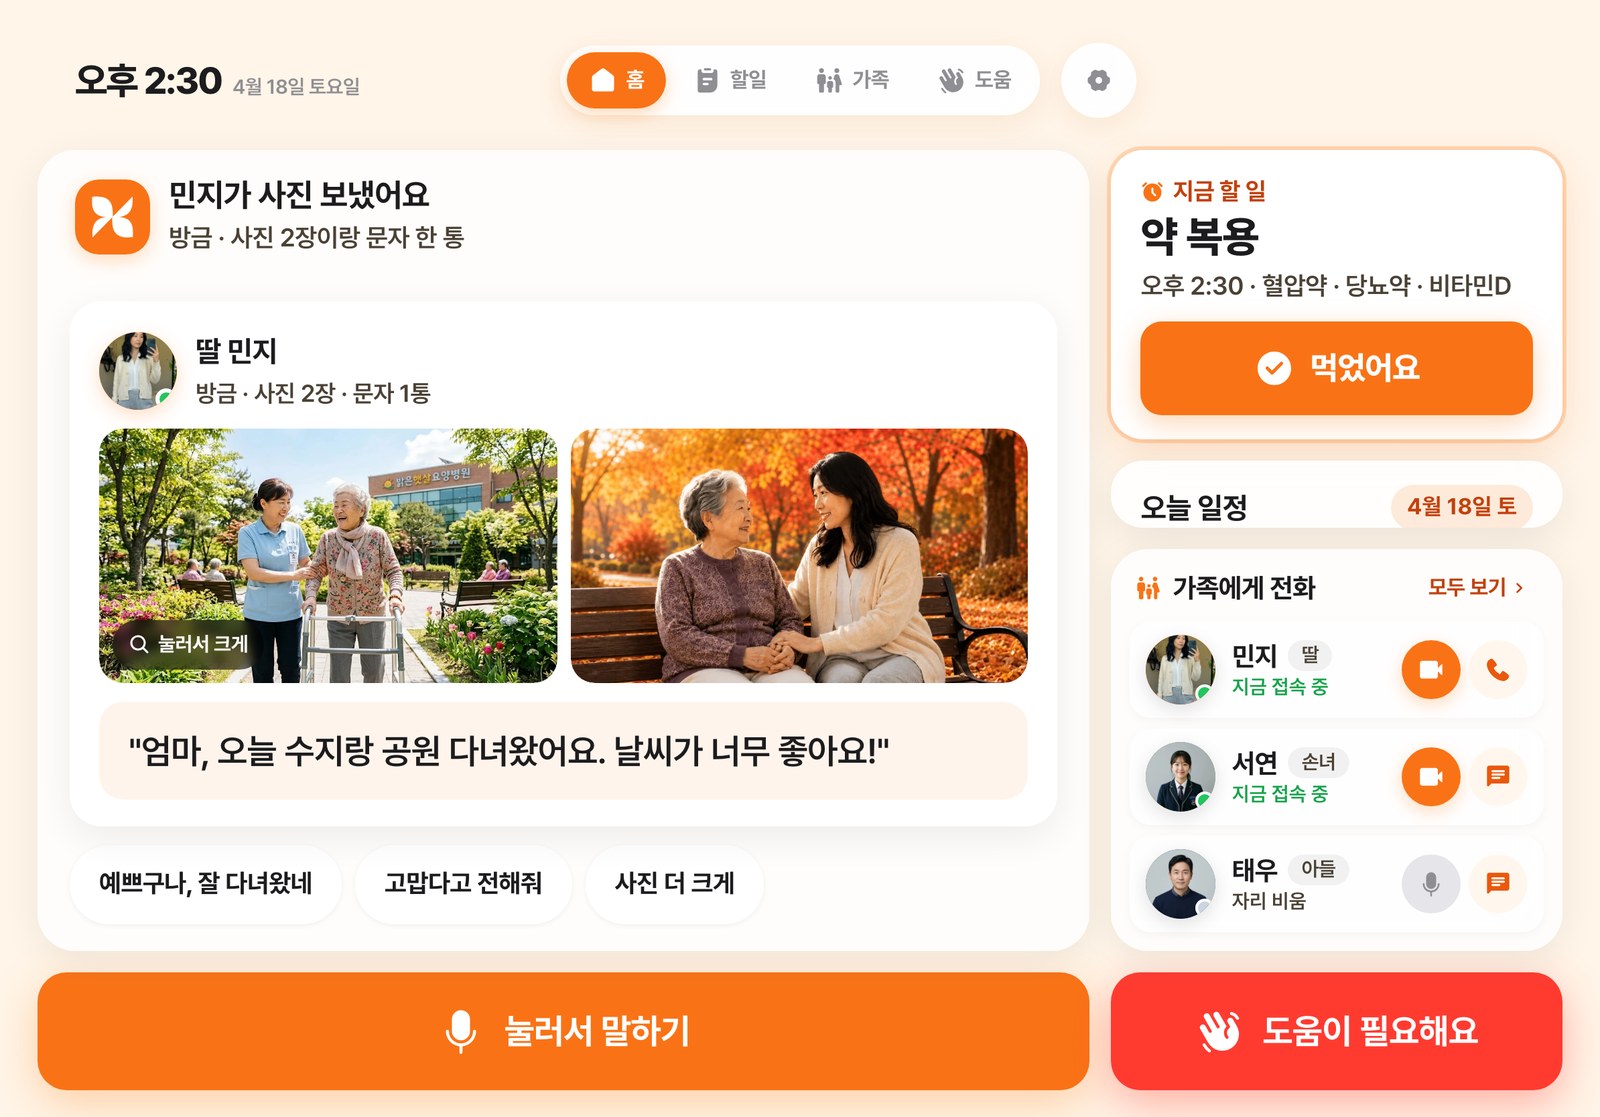 오후 2:30 4월 18일 토요일
홈
할일
가족
도움
민지가 사진 보냈어요
방금 · 사진 2장이랑 문자 한 통
딸 민지
방금 · 사진 2장 · 문자 1통
맑은햇살요양병원
눌러서 크게
"엄마, 오늘 수지랑 공원 다녀왔어요. 날씨가 너무 좋아요!"
예쁘구나, 잘 다녀왔네
고맙다고 전해줘
사진 더 크게
지금 할 일
약 복용
오후 2:30 · 혈압약 · 당뇨약 · 비타민D
먹었어요
오늘 일정
4월 18일 토
가족에게 전화
모두 보기 ›
민지 딸
지금 접속 중
서연 손녀
지금 접속 중
태우 아들
자리 비움
눌러서 말하기
도움이 필요해요